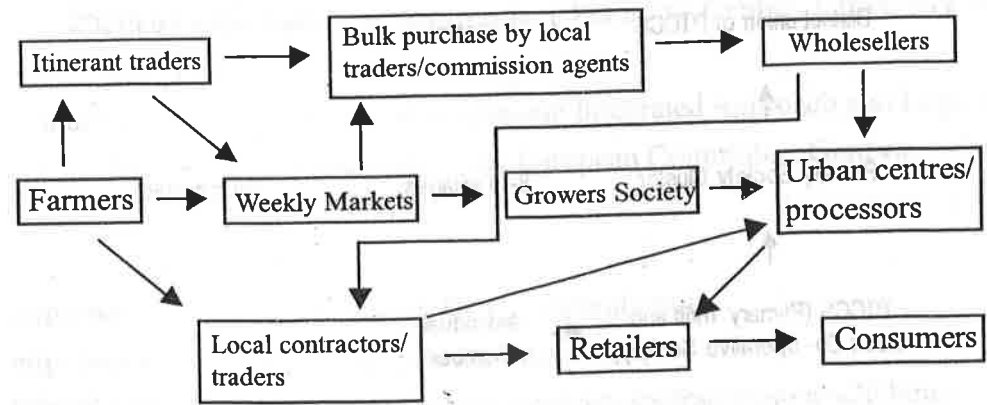 Bulk purchase by local
traders/commission agents
Wholesellers
Itinerant traders
Farmers
Weekly Markets
Growers Society
Urban centres/
processors
Local contractors/
traders
Retailers
Consumers